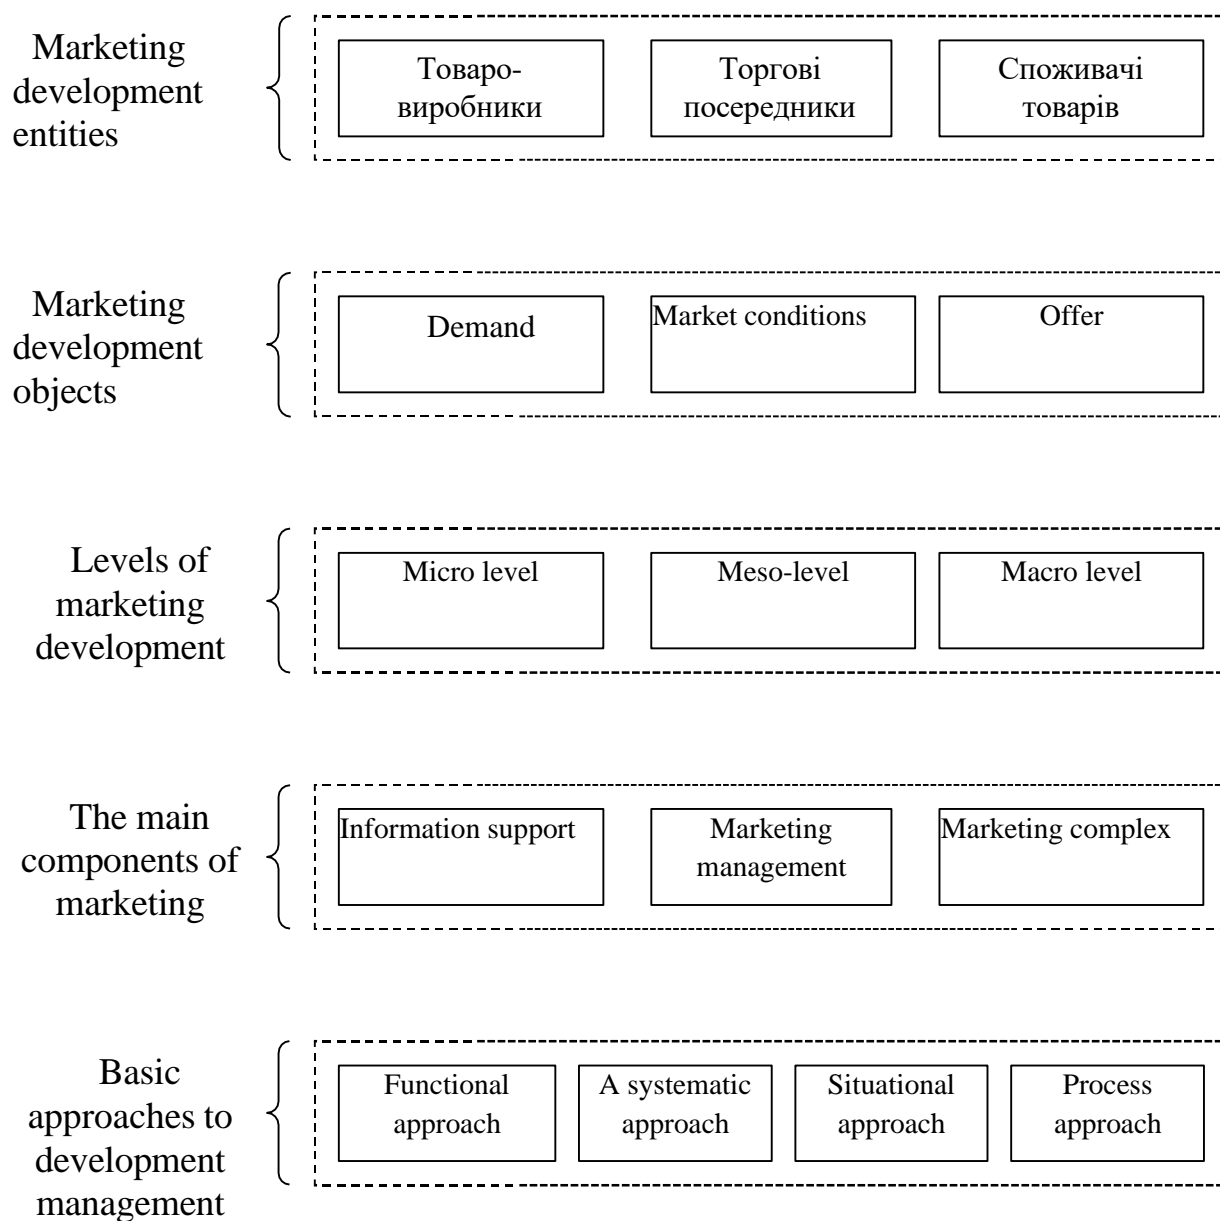 Marketing
development
entities
Товаро-
виробники
Торгові
посередники
Споживачі
товарів
Marketing
development
objects
Demand
Market conditions
Offer
Levels of
marketing
development
Micro level
Meso-level
Macro level
The main
components of
marketing
Information support
Marketing
management
Marketing complex
Basic
approaches to
development
management
Functional
approach
A systematic
approach
Situational
approach
Process
approach